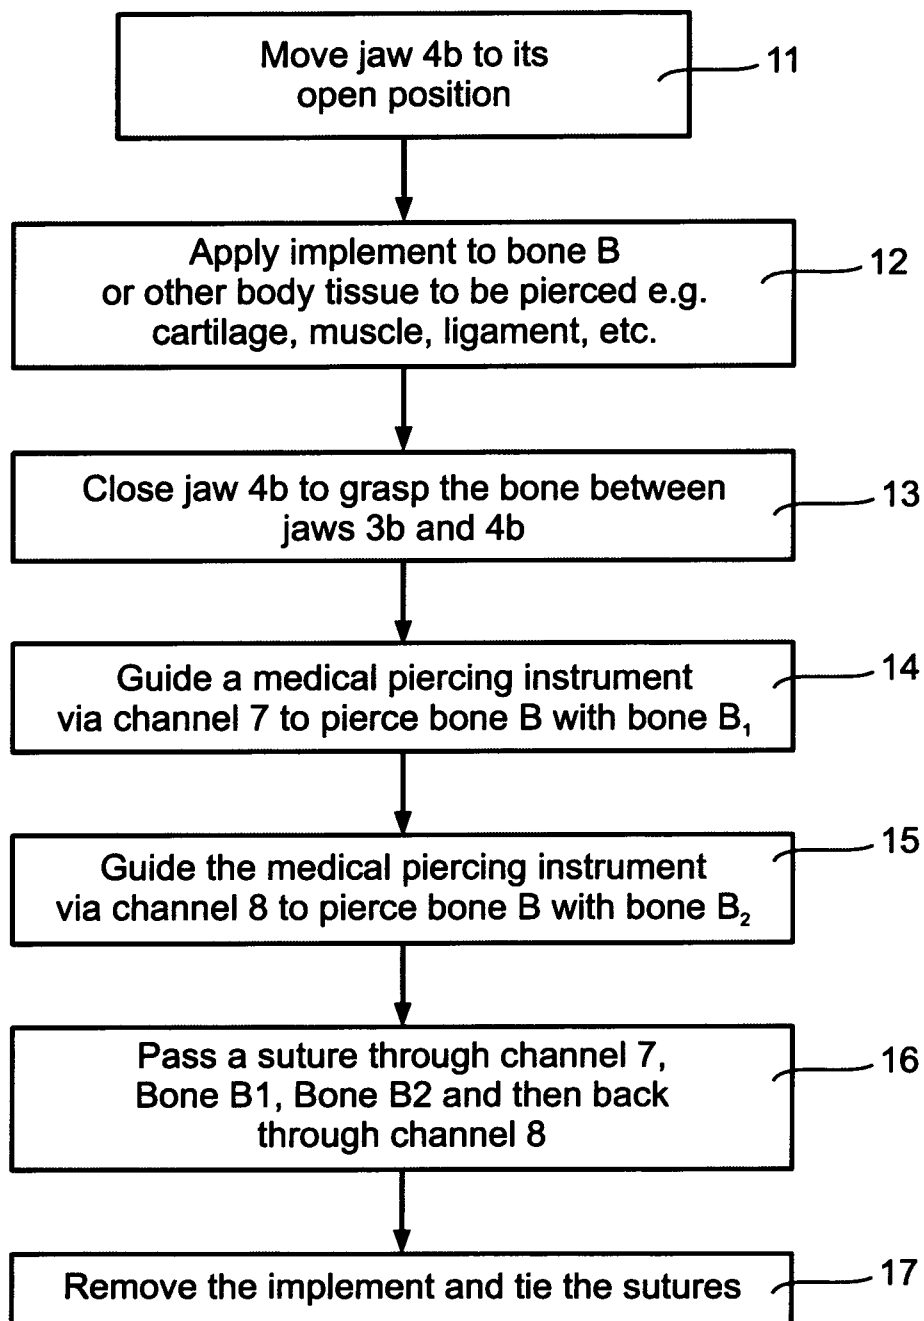 Move jaw 4b to its
open position
11
Apply implement to bone B
or other body tissue to be pierced e.g.
cartilage, muscle, ligament, etc.
12
Close jaw 4b to grasp the bone between
jaws 3b and 4b
13
Guide a medical piercing instrument
via channel 7 to pierce bone B with bone B₁
14
Guide the medical piercing instrument
via channel 8 to pierce bone B with bone B₂
15
Pass a suture through channel 7,
Bone B1, Bone B2 and then back
through channel 8
16
Remove the implement and tie the sutures
17